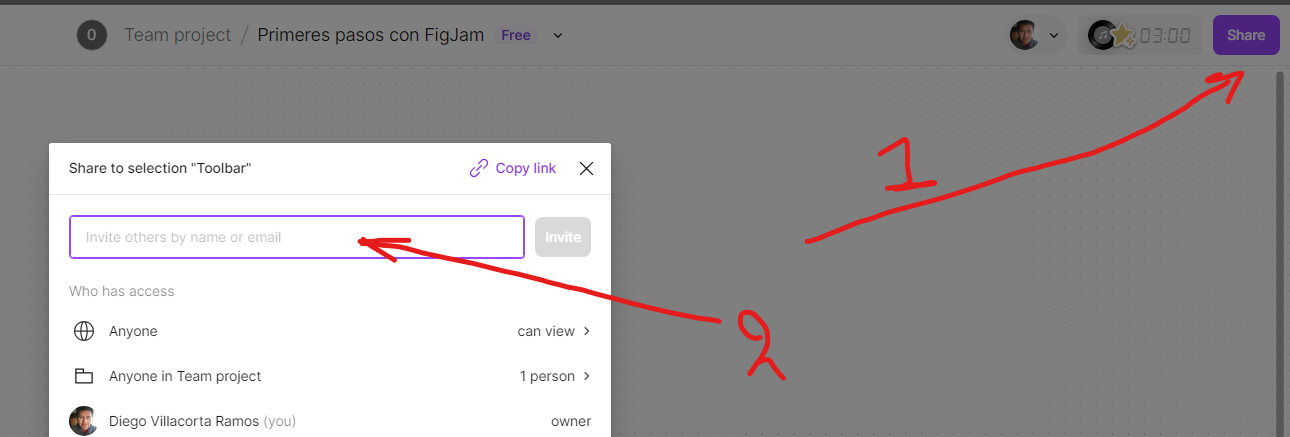 O Team project / Primeres pasos con FigJam Free 03:00 Share
1
Share to selection "Toolbar" Copy link
Invite others by name or email Invite
Who has access
Anyone can view
2
Anyone in Team project 1 person
Diego Villacorta Ramos (you) owner